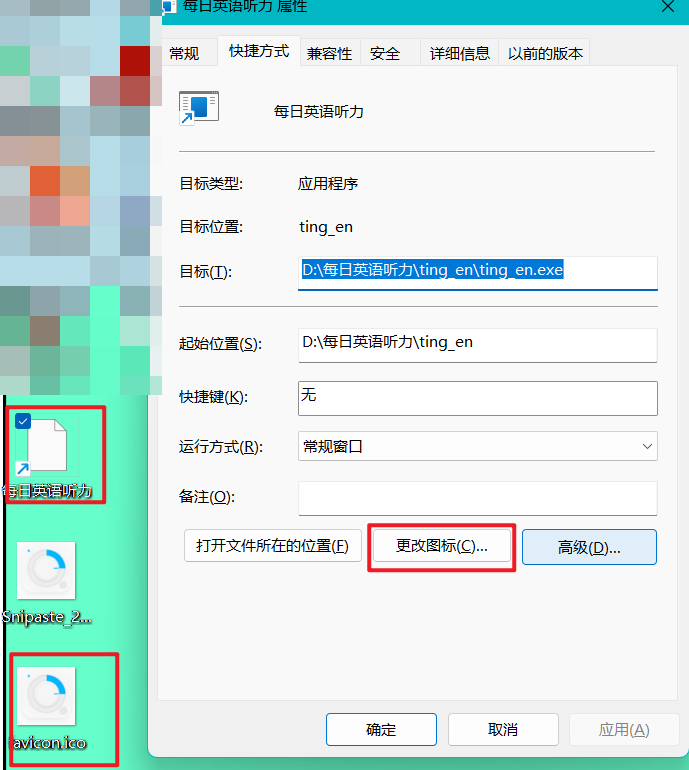 每日英语听力 属性
常规 快捷方式 兼容性 安全 详细信息 以前的版本
每日英语听力
目标类型: 应用程序
目标位置: ting_en
目标(T): D:\每日英语听力\ting_en\ting_en.exe
起始位置(S): D:\每日英语听力\ting_en
快捷键(K): 无
运行方式(R): 常规窗口
备注(O):
打开文件所在的位置(F) 更改图标(C)... 高级(D)...
确定 取消 应用(A)
每日英语听力
Snipaste_2...
favicon.ico